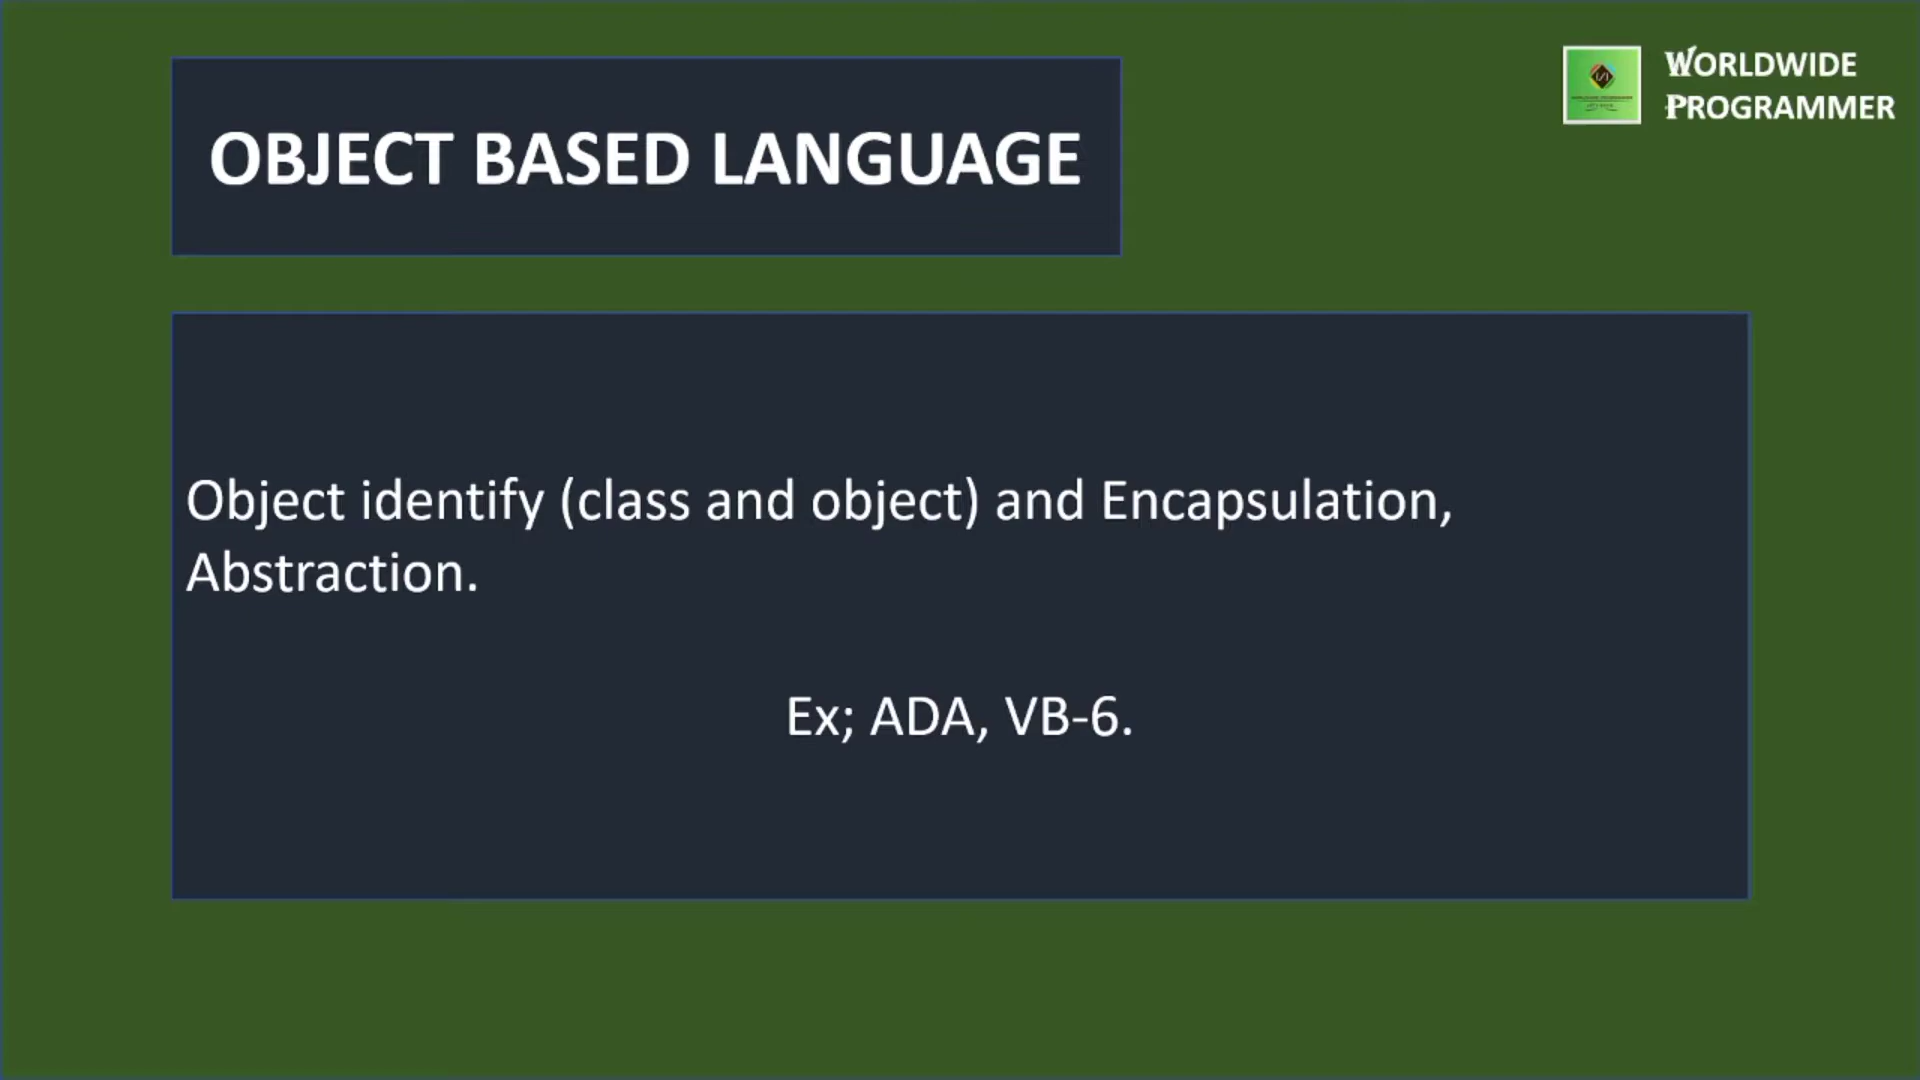 WORLDWIDE
PROGRAMMER
OBJECT BASED LANGUAGE
Object identify (class and object) and Encapsulation,
Abstraction.
Ex; ADA, VB-6.